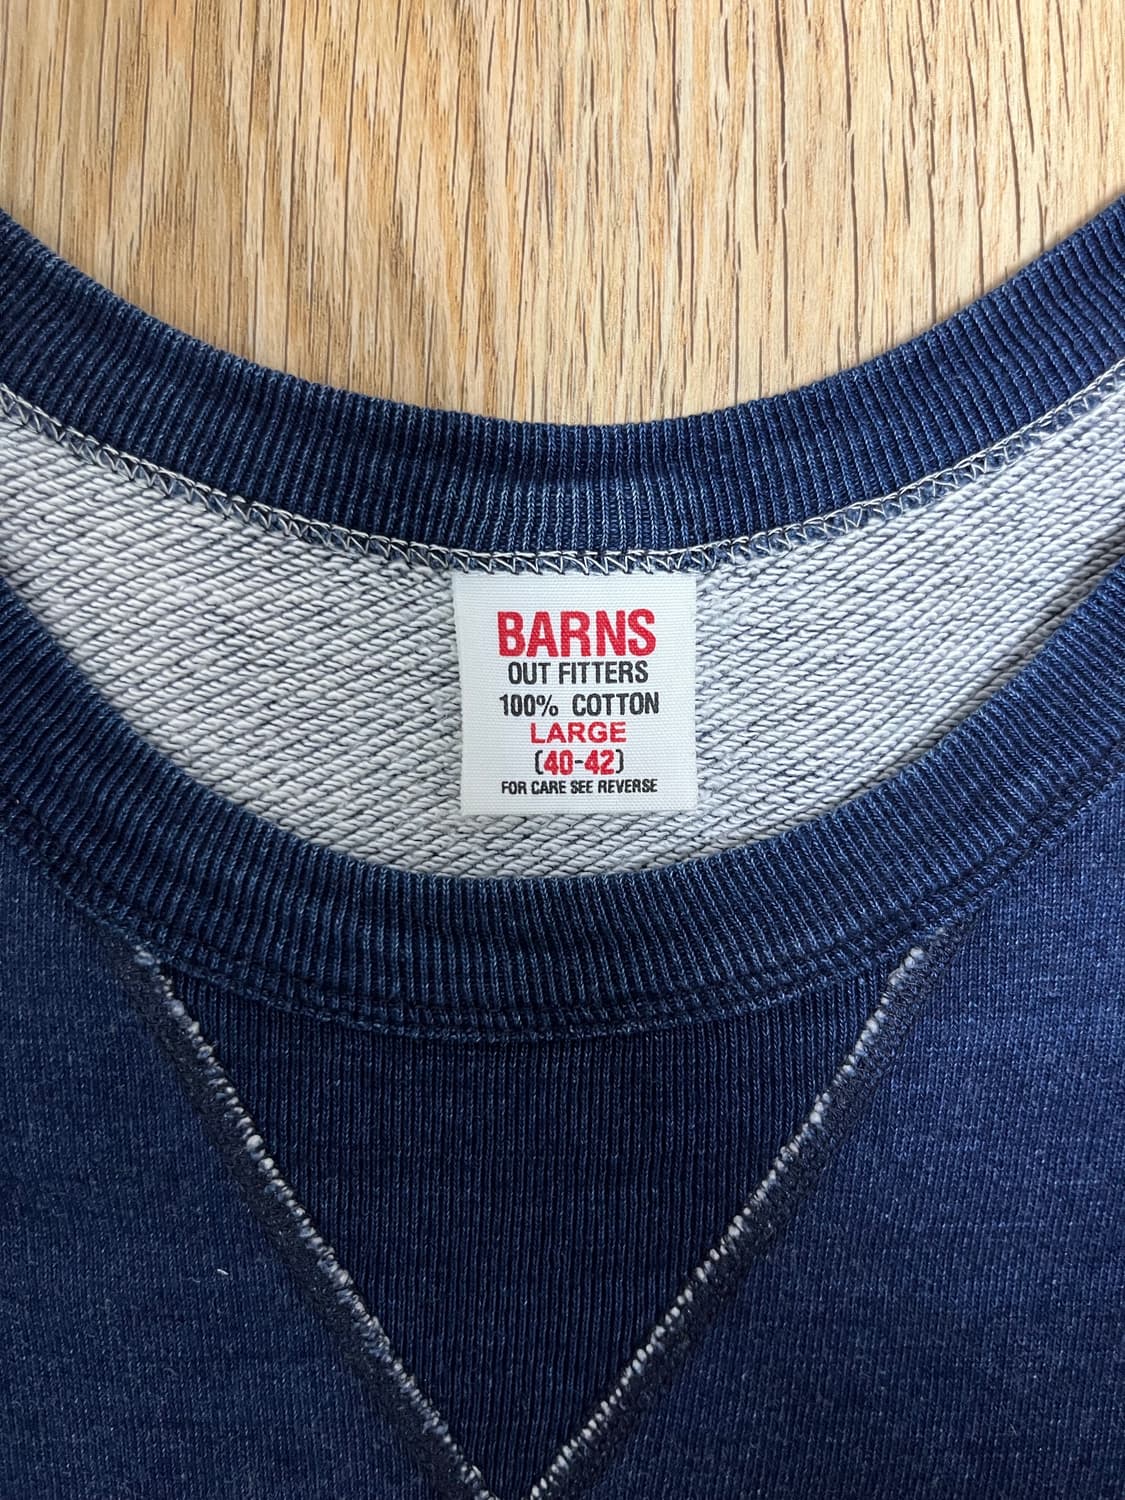 BARNS
OUT FITTERS
100% COTTON
LARGE
(40-42)
FOR CARE SEE REVERSE